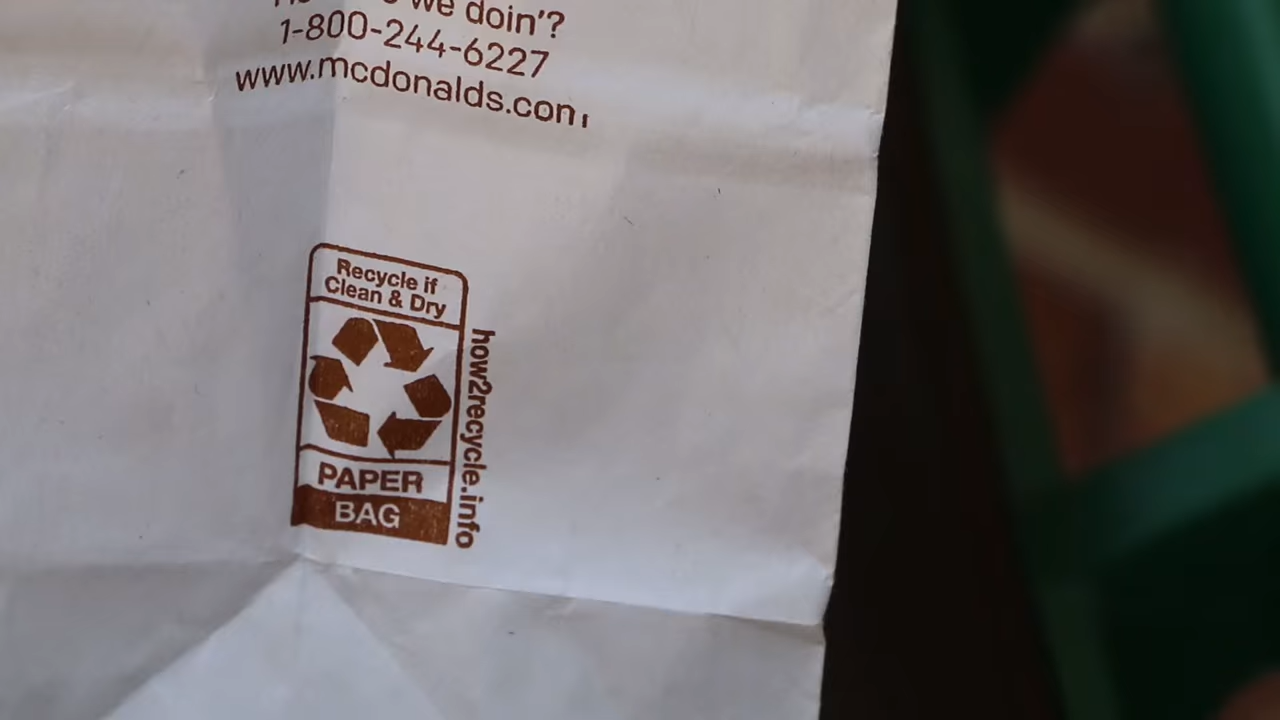 we doin'?
1-800-244-6227
www.mcdonalds.com
Recycle if
Clean & Dry
PAPER
BAG
how2recycle.info